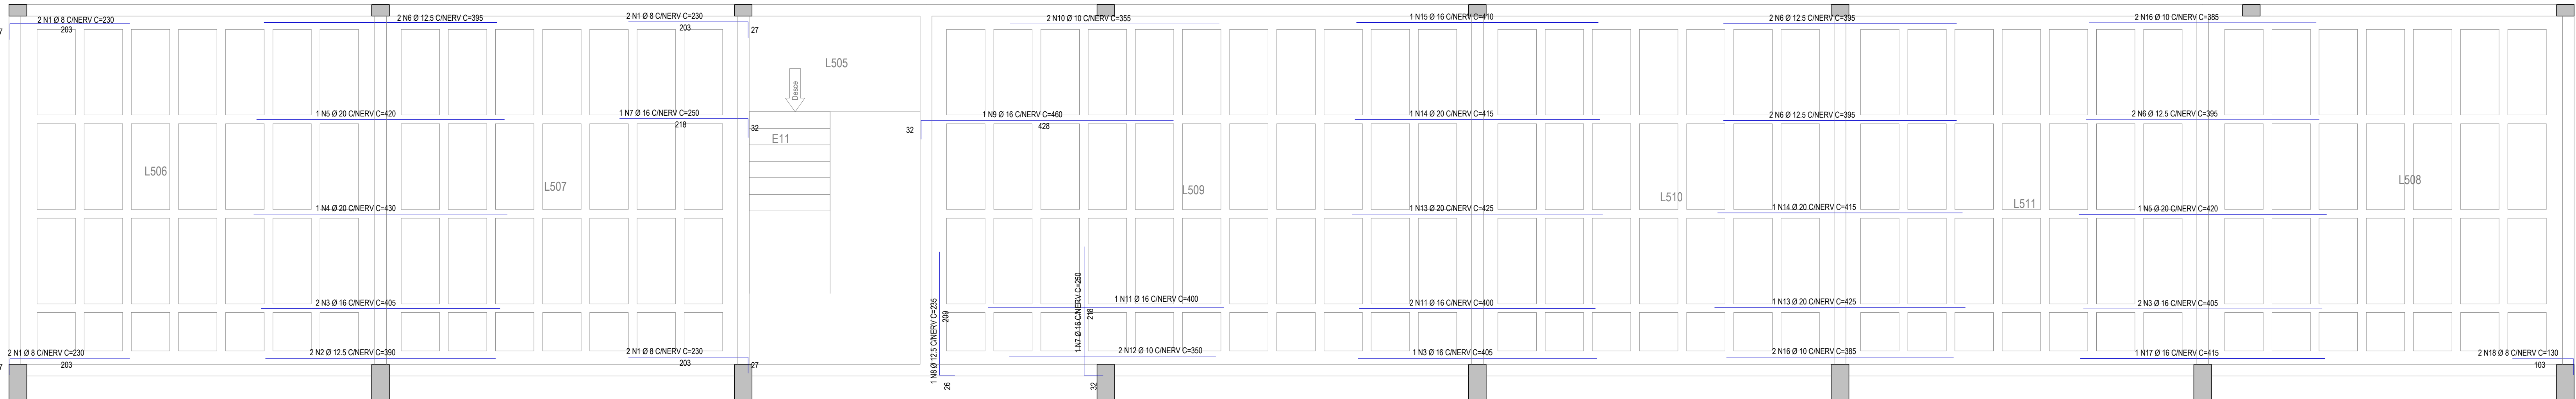 2 N1 Ø 8 C/NERV C=230
203
2 N6 Ø 12.5 C/NERV C=395
2 N1 Ø 8 C/NERV C=230
203
27
2 N10 Ø 10 C/NERV C=355
1 N15 Ø 16 C/NERV C=410
2 N6 Ø 12.5 C/NERV C=395
2 N16 Ø 10 C/NERV C=385
7
L505
Desce
1 N5 Ø 20 C/NERV C=420
1 N7 Ø 16 C/NERV C=250
218
32
E11
32
1 N9 Ø 16 C/NERV C=460
428
1 N14 Ø 20 C/NERV C=415
2 N6 Ø 12.5 C/NERV C=395
2 N6 Ø 12.5 C/NERV C=395
L506
L507
L509
L510
L511
L508
1 N4 Ø 20 C/NERV C=430
1 N13 Ø 20 C/NERV C=425
1 N14 Ø 20 C/NERV C=415
1 N5 Ø 20 C/NERV C=420
2 N3 Ø 16 C/NERV C=405
1 N8 Ø 12.5 C/NERV C=235
209
26
1 N7 Ø 16 C/NERV C=250
218
32
1 N11 Ø 16 C/NERV C=400
2 N11 Ø 16 C/NERV C=400
1 N13 Ø 20 C/NERV C=425
2 N3 Ø 16 C/NERV C=405
2 N1 Ø 8 C/NERV C=230
203
7
2 N2 Ø 12.5 C/NERV C=390
2 N1 Ø 8 C/NERV C=230
203
27
2 N12 Ø 10 C/NERV C=350
1 N3 Ø 16 C/NERV C=405
2 N16 Ø 10 C/NERV C=385
1 N17 Ø 16 C/NERV C=415
2 N18 Ø 8 C/NERV C=130
103